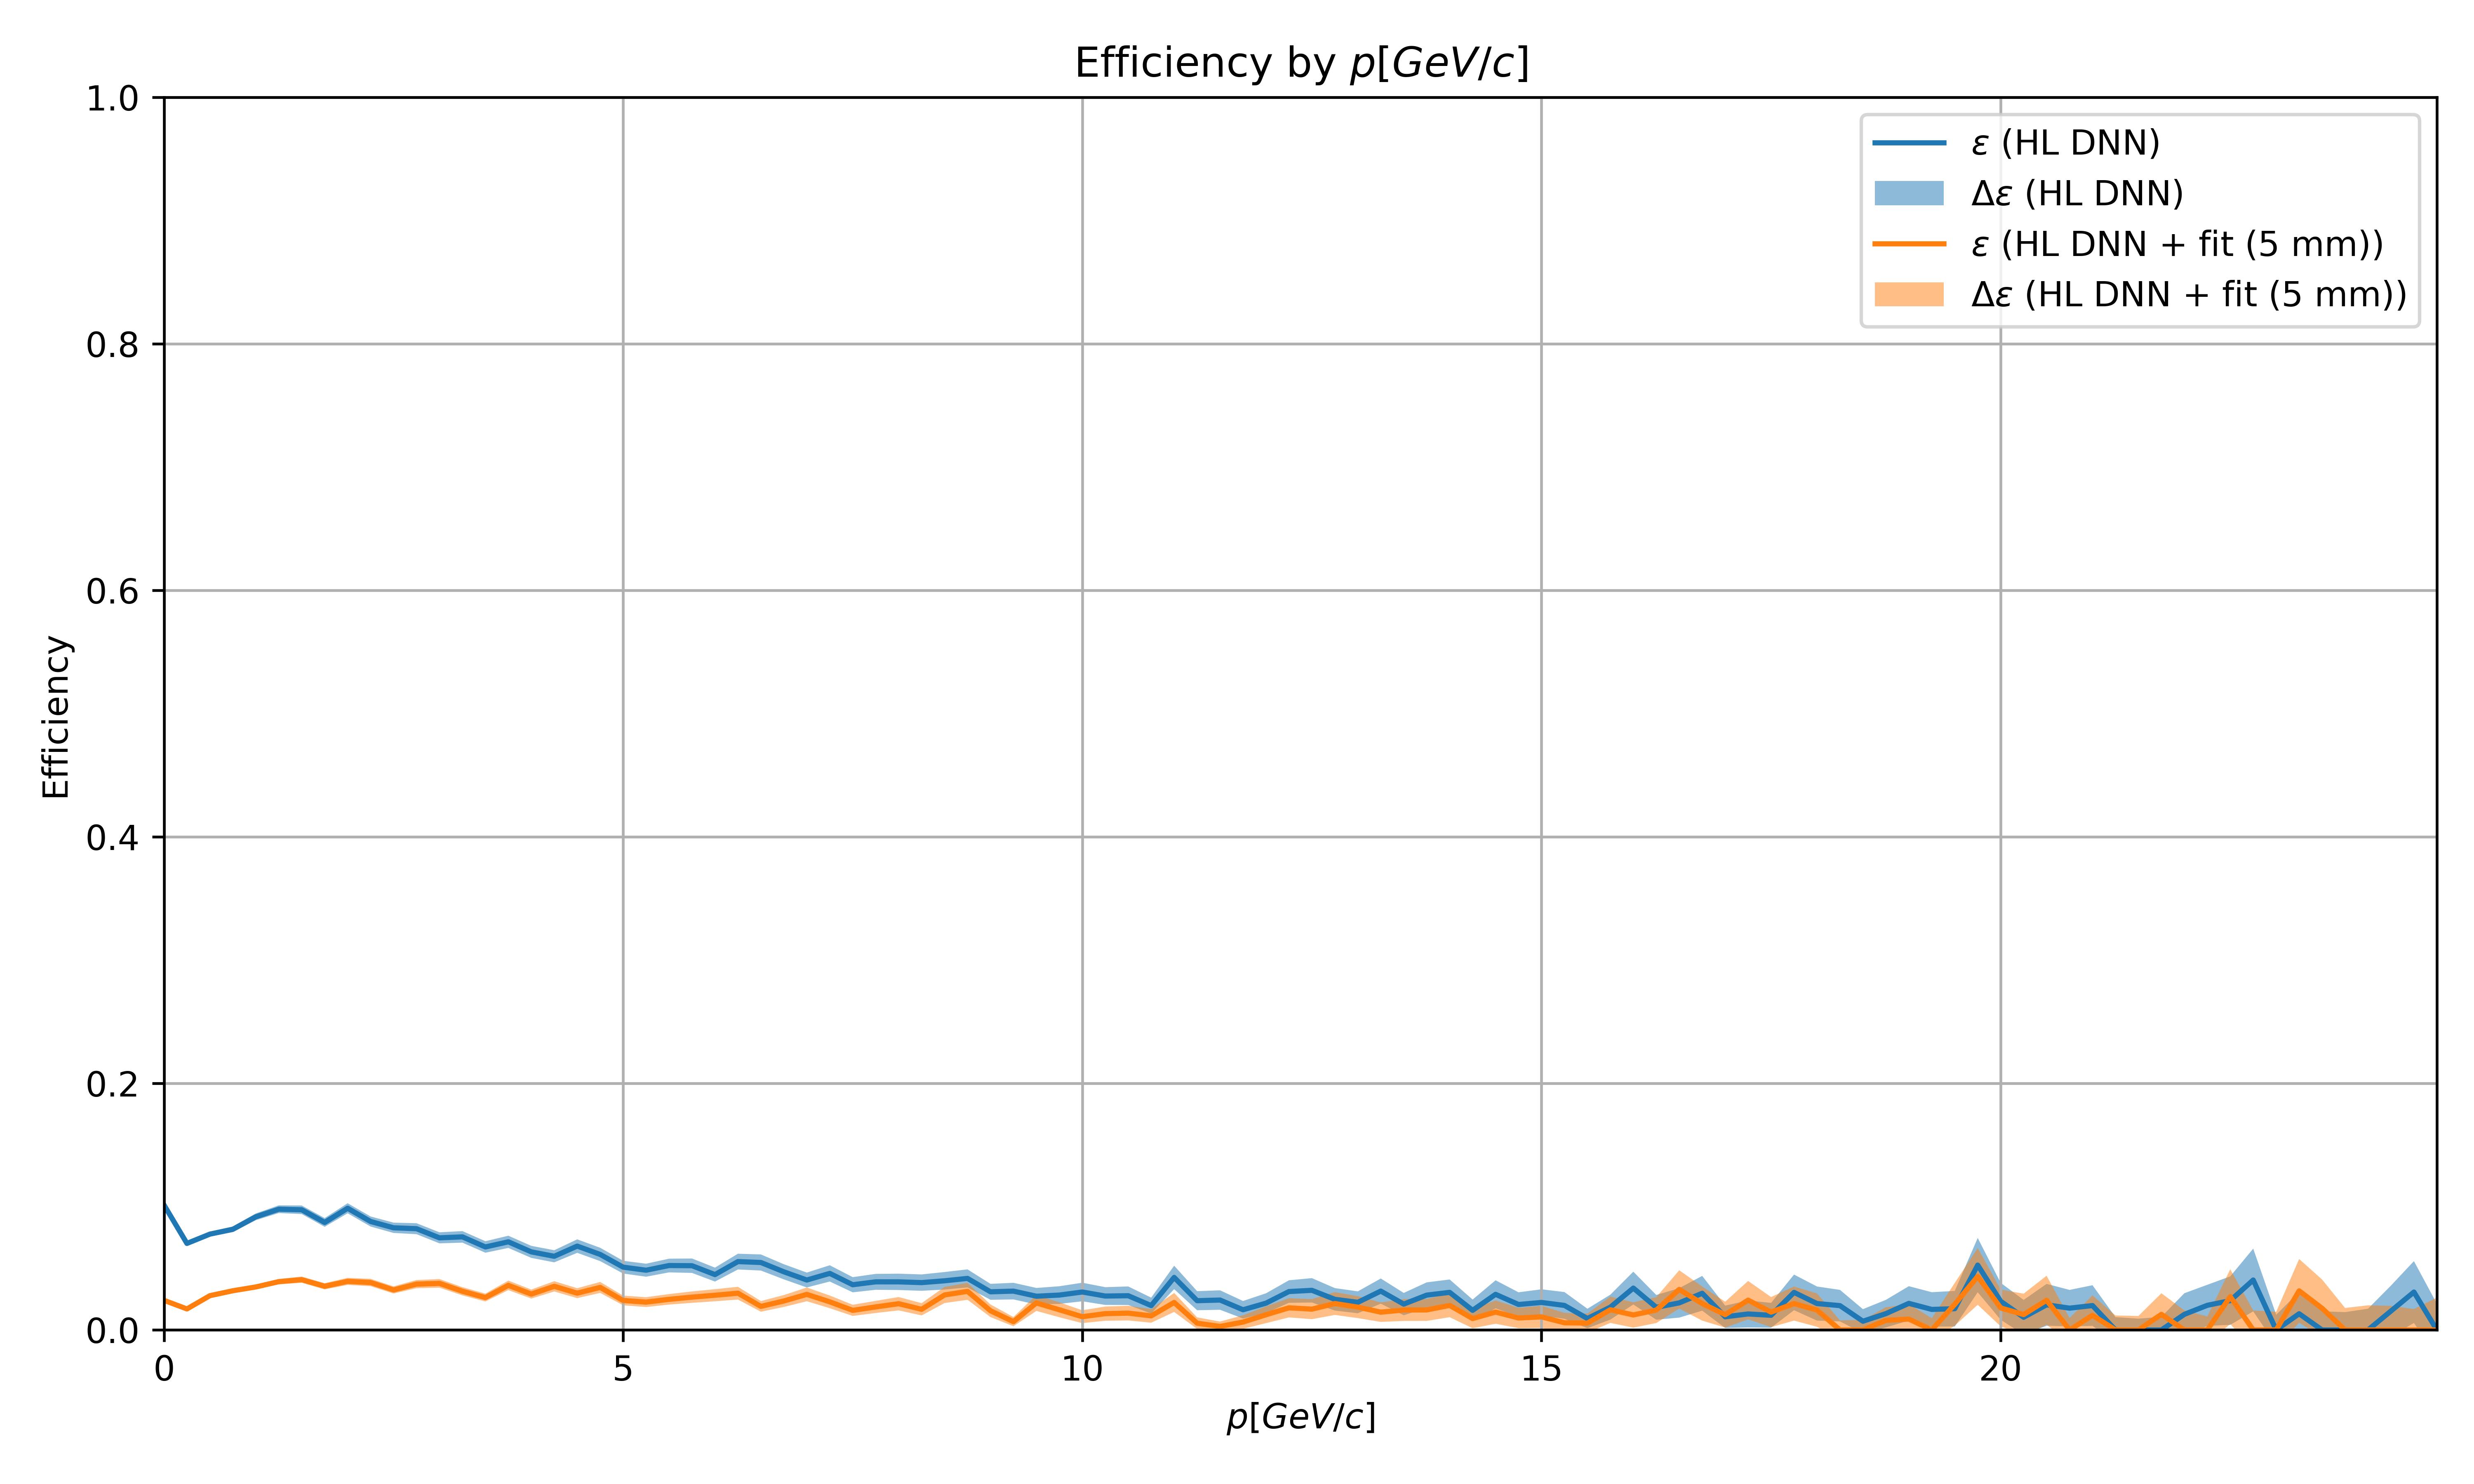 Efficiency by p[GeV/c]
1.0
0.8
0.6
0.4
0.2
0.0
Efficiency
ε (HL DNN)
Δε (HL DNN)
ε (HL DNN + fit (5 mm))
Δε (HL DNN + fit (5 mm))
0 5 10 15 20
p[GeV/c]